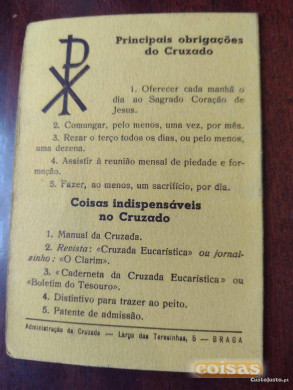 Principais obrigações
do Cruzado
1. Oferecer cada manhã o
dia ao Sagrado Coração de
Jesus.
2. Comungar, pelo menos, uma vez, por mês.
3. Rezar o terço todos os dias, ou pelo menos,
uma dezena.
4. Assistir à reunião mensal de piedade e for-
mação.
5. Fazer, ao menos, um sacrifício, por dia.
Coisas indispensáveis
no Cruzado
1. Manual da Cruzada.
2. Revista: «Cruzada Eucarística» ou jornal-
zinho: «O Clarim».
3. «Caderneta da Cruzada Eucarística» ou
«Boletim do Tesouro».
4. Distintivo para trazer ao peito.
5. Patente de admissão.
Administração da Cruzada — Largo das Teresinhas, 5 — BRAGA
coisas